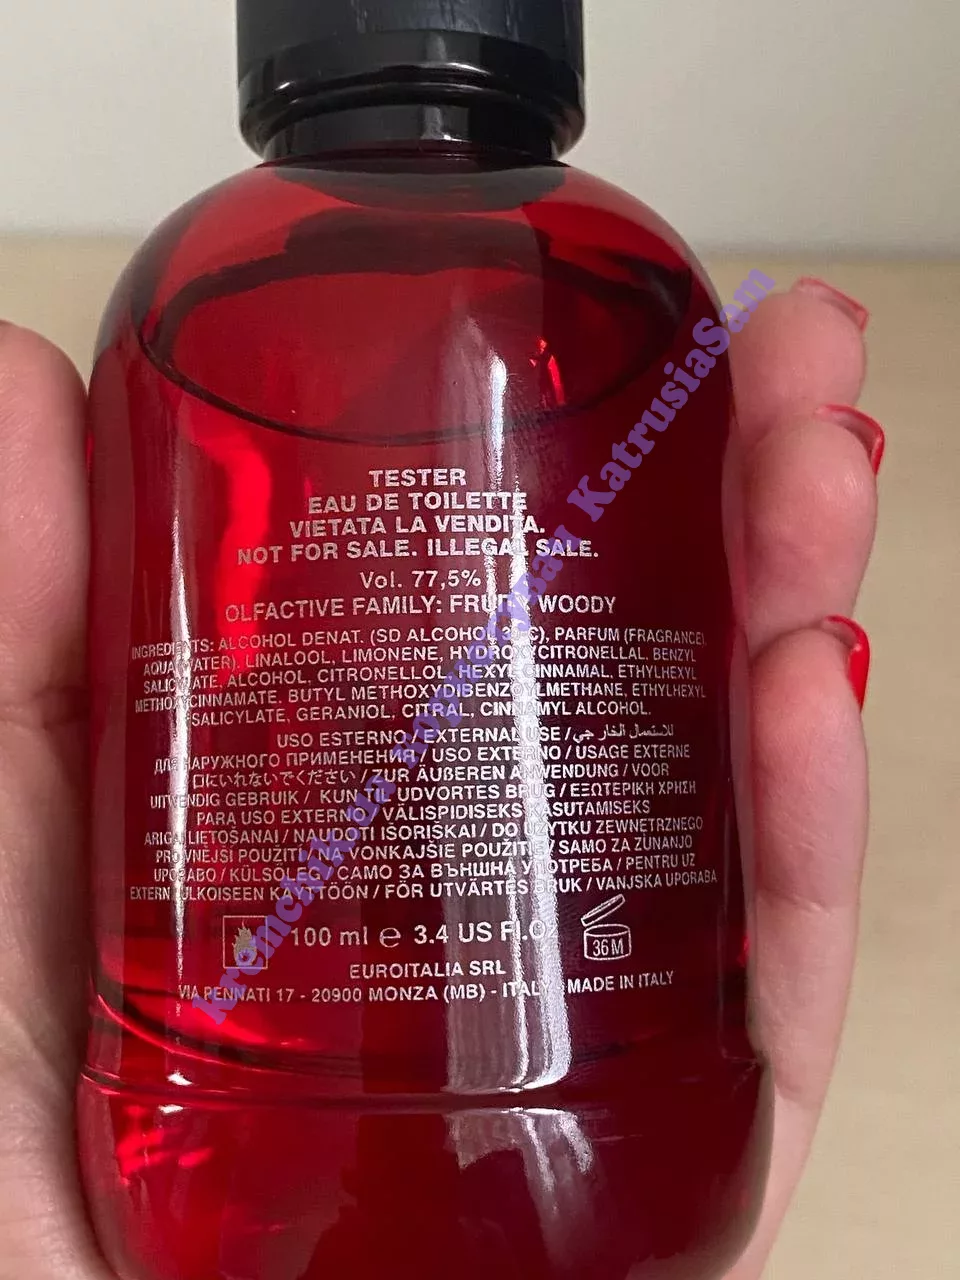 TESTER
EAU DE TOILETTE
VIETATA LA VENDITA.
NOT FOR SALE. ILLEGAL SALE.
Vol. 77,5%
OLFACTIVE FAMILY: FRUITY WOODY
INGREDIENTS: ALCOHOL DENAT. (SD ALCOHOL 39-C), PARFUM (FRAGRANCE),
AQUA (WATER), LINALOOL, LIMONENE, HYDROXYCITRONELLAL, BENZYL
SALICYLATE, ALCOHOL, CITRONELLOL, HEXYL CINNAMAL, ETHYLHEXYL
METHOXYCINNAMATE, BUTYL METHOXYDIBENZOYLMETHANE, ETHYLHEXYL
SALICYLATE, GERANIOL, CITRAL, CINNAMYL ALCOHOL.
USO ESTERNO / EXTERNAL USE / للاستعمال الخارجي
ДЛЯ НАРУЖНОГО ПРИМЕНЕНИЯ / USO EXTERNO / USAGE EXTERNE
口にいれないでください / ZUR ÄUßEREN ANWENDUNG / VOOR
UITWENDIG GEBRUIK / KUN TIL UDVORTES BRUG / ΕΞΩΤΕΡΙΚΗ ΧΡΗΣΗ
PARA USO EXTERNO / VÄLISPIDISEKS KASUTAMISEKS
ĀRĪGAI LIETOŠANAI / NAUDOTI IŠORIŠKAI / DO UŻYTKU ZEWNĘTRZNEGO
PRO VNĚJŠÍ POUŽITÍ / NA VONKAJŠIE POUŽITIE / SAMO ZA ZUNANJO
UPORABO / KÜLSÖLEG / САМО ЗА ВЪНШНА УПОТРЕБА / PENTRU UZ
EXTERN / ULKOISEEN KÄYTTÖÖN / FÖR UTVÄRTES BRUK / VANJSKA UPORABA
100 ml e 3.4 US Fl.Oz
36M
EUROITALIA SRL
VIA PENNATI 17 - 20900 MONZA (MB) - ITALY - MADE IN ITALY
KatrusiaSam